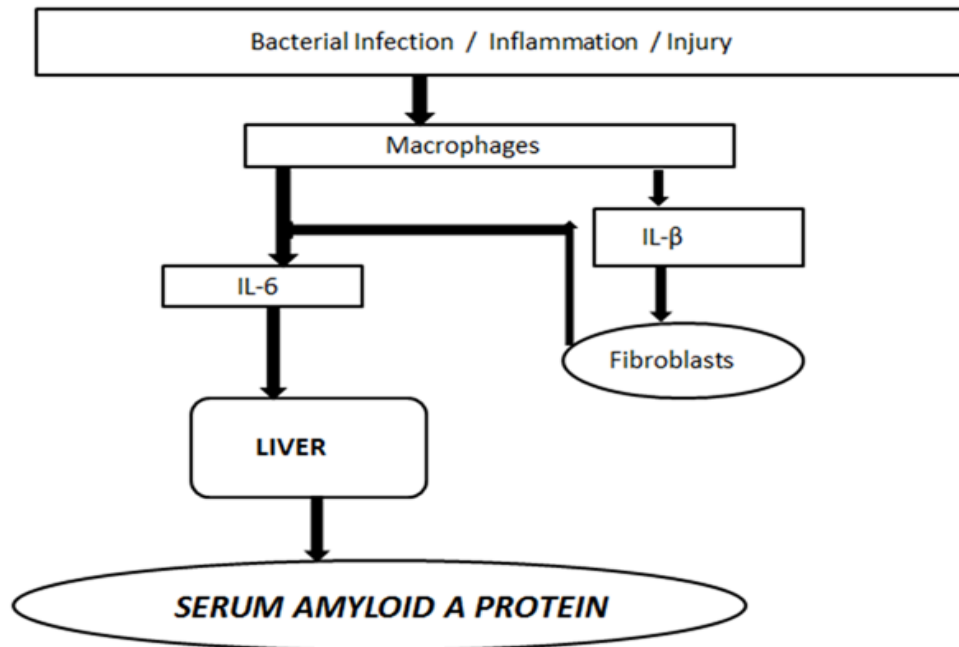 Bacterial Infection / Inflammation / Injury
Macrophages
IL-β
IL-6
Fibroblasts
LIVER
SERUM AMYLOID A PROTEIN